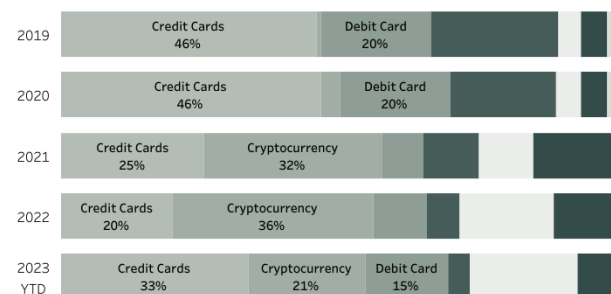 2019
Credit Cards
46%
Debit Card
20%
2020
Credit Cards
46%
Debit Card
20%
2021
Credit Cards
25%
Cryptocurrency
32%
2022
Credit Cards
20%
Cryptocurrency
36%
2023
YTD
Credit Cards
33%
Cryptocurrency
21%
Debit Card
15%